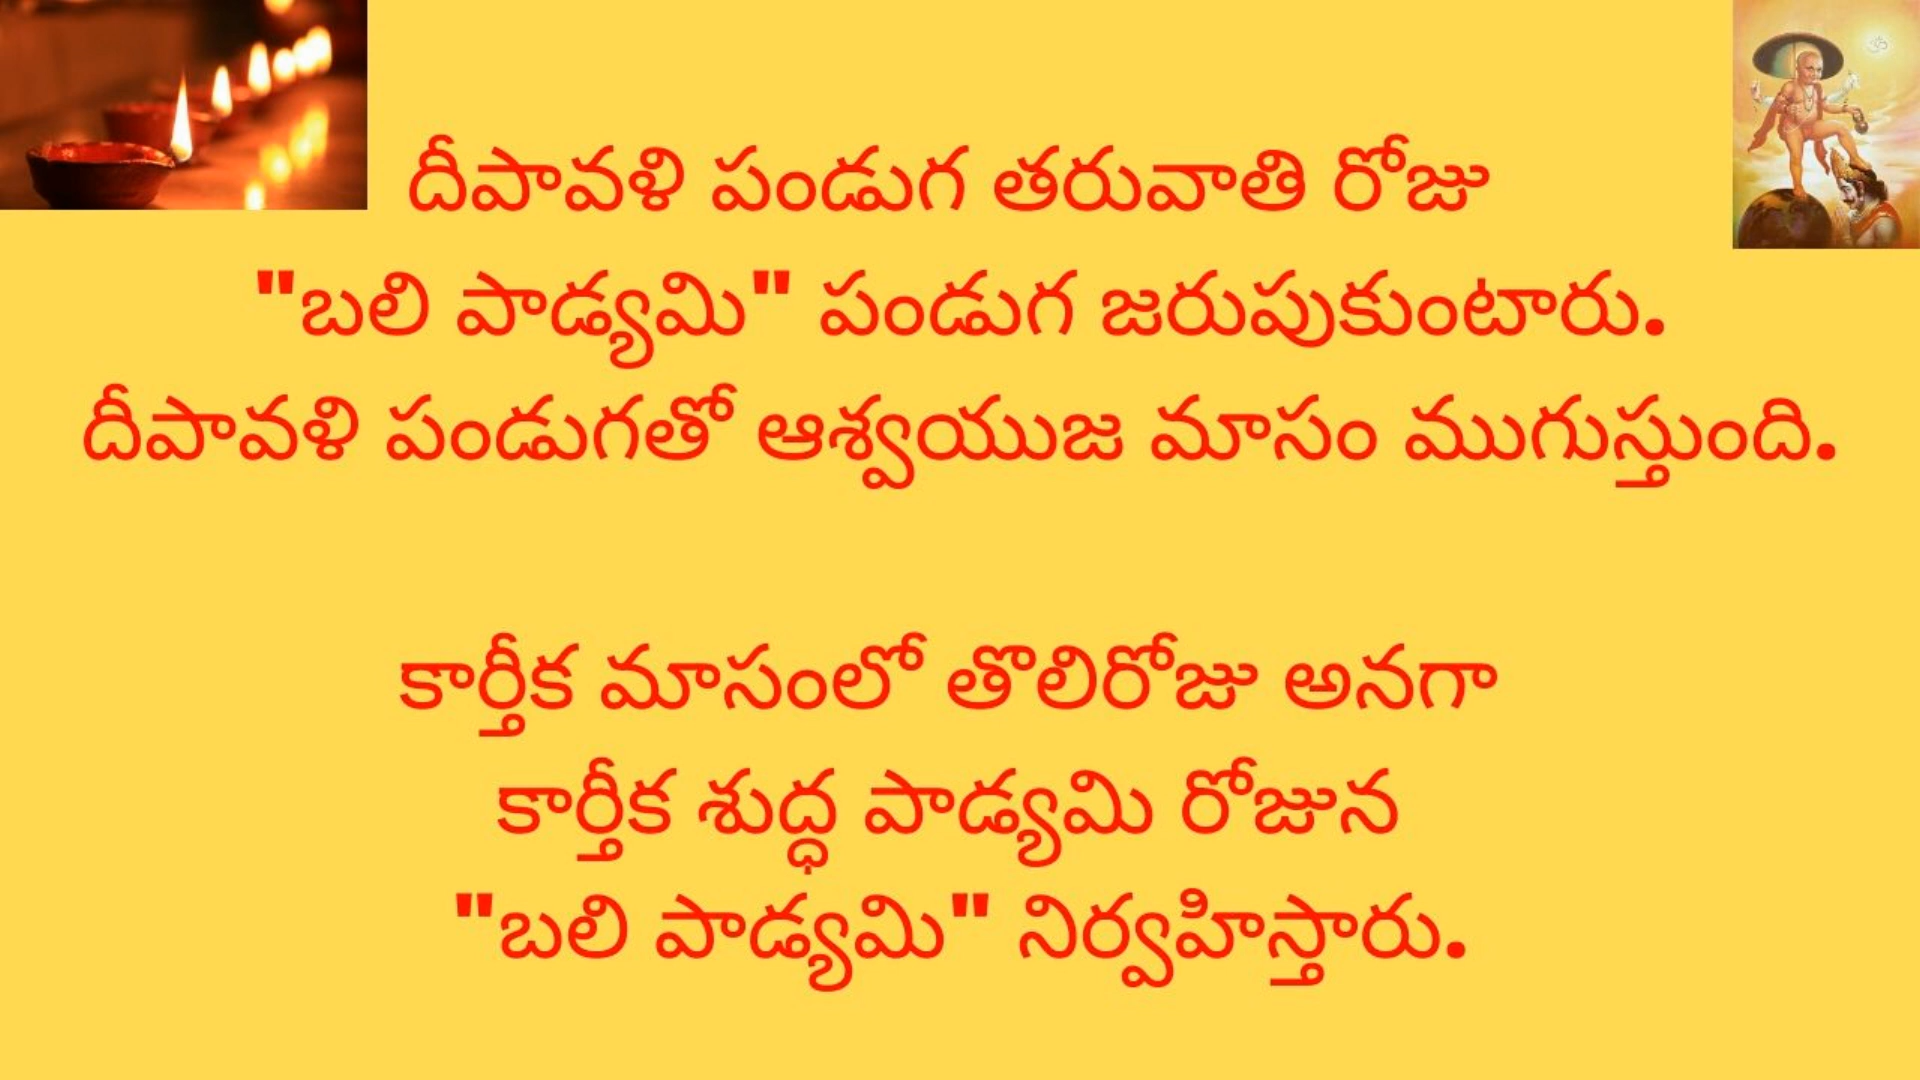 దీపావళి పండుగ తరువాతి రోజు
"బలి పాడ్యమి" పండుగ జరుపుకుంటారు.
దీపావళి పండుగతో ఆశ్వయుజ మాసం ముగుస్తుంది.
కార్తీక మాసంలో తొలిరోజు అనగా
కార్తీక శుద్ధ పాడ్యమి రోజున
"బలి పాడ్యమి" నిర్వహిస్తారు.